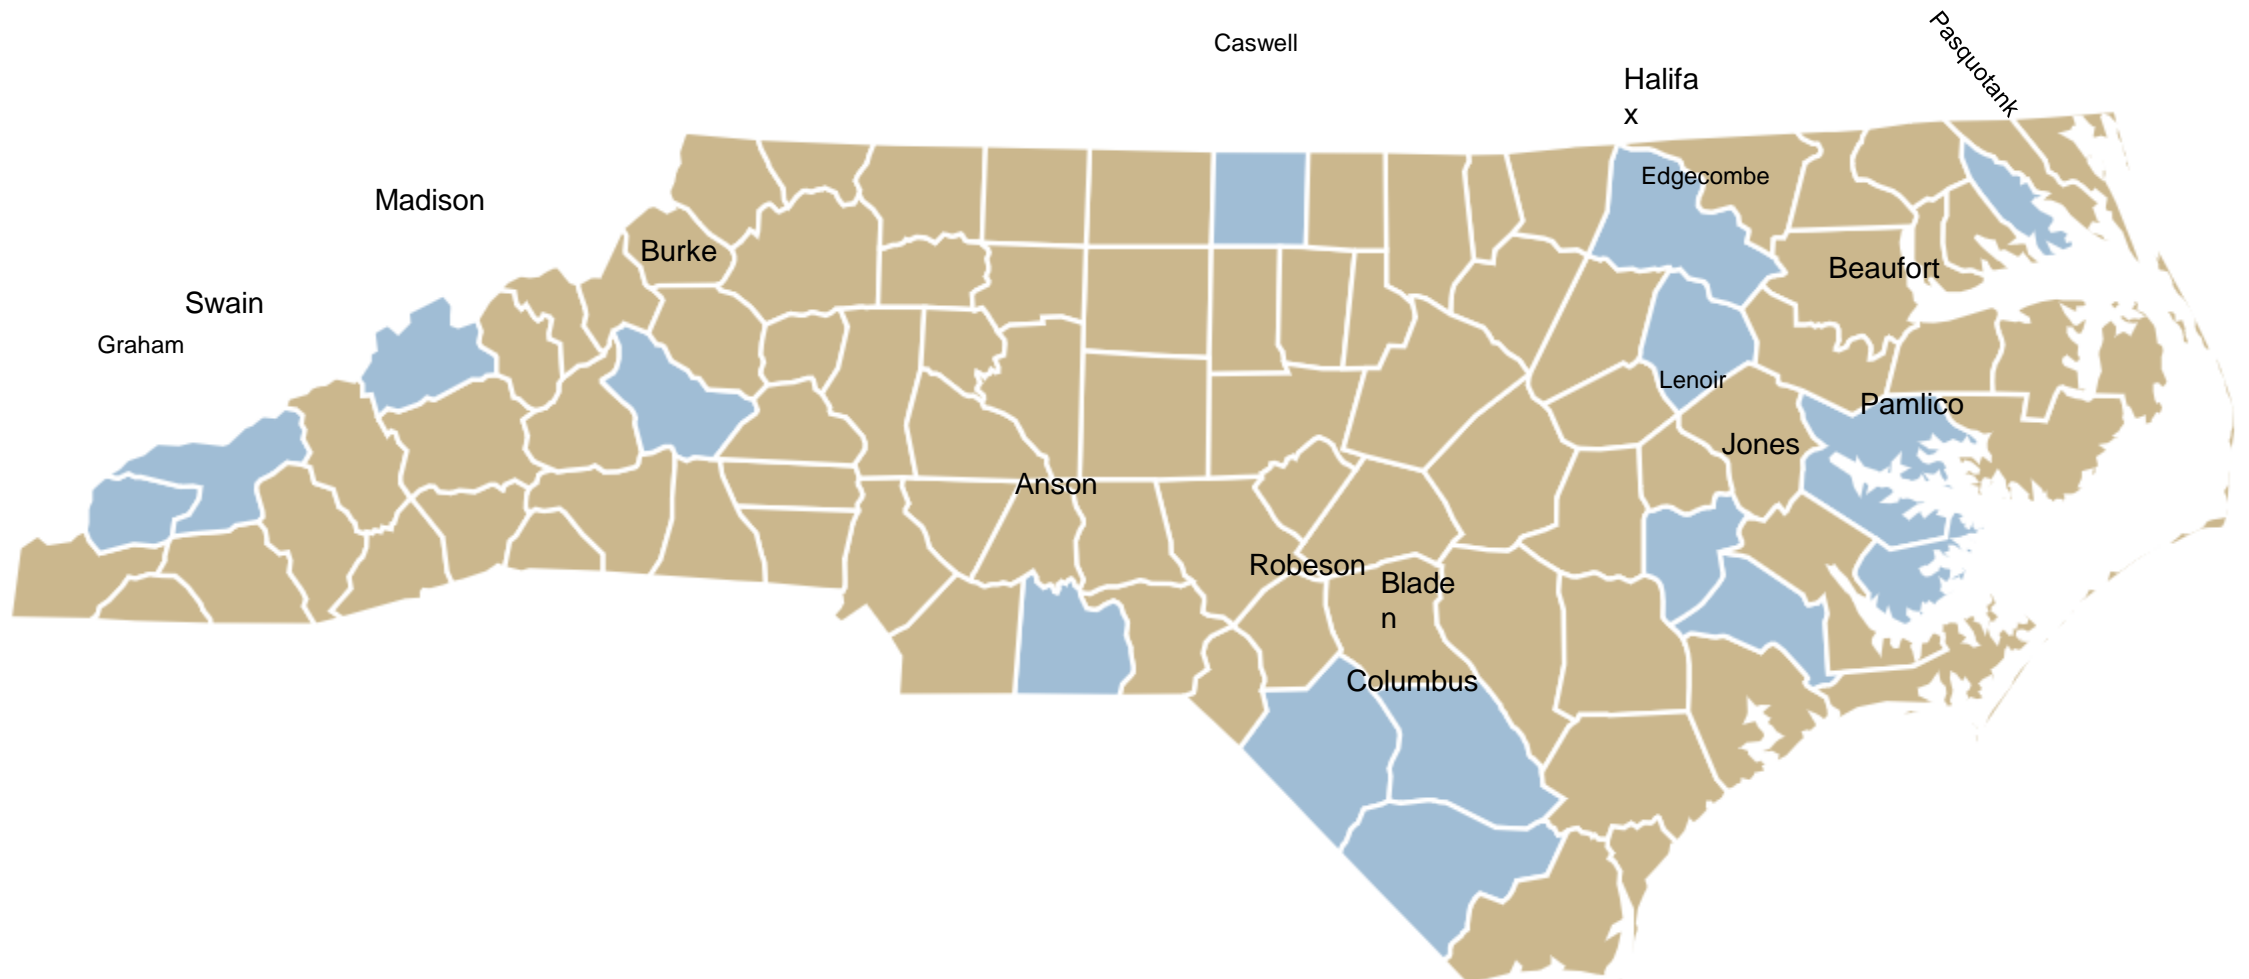 Caswell
Pasquotank
Halifa
x
Edgecombe
Madison
Burke
Beaufort
Swain
Graham
Lenoir
Pamlico
Jones
Anson
Robeson
Blade
n
Columbus